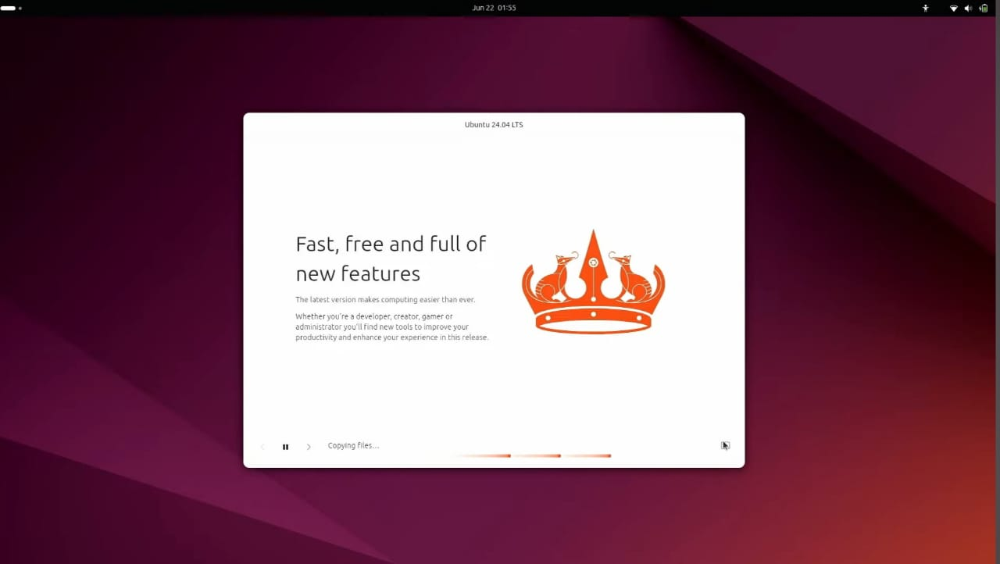 Jun 22 01:55
Ubuntu 24.04 LTS
Fast, free and full of
new features
The latest version makes computing easier than ever.
Whether you're a developer, creator, gamer or
administrator you'll find new tools to improve your
productivity and enhance your experience in this release.
Copying files...